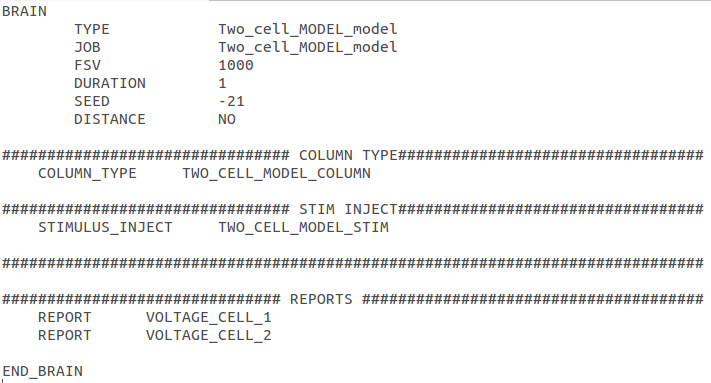 BRAIN
TYPE Two_cell_MODEL_model
JOB Two_cell_MODEL_model
FSV 1000
DURATION 1
SEED -21
DISTANCE NO
################################ COLUMN TYPE##################################
COLUMN_TYPE TWO_CELL_MODEL_COLUMN
################################ STIM INJECT##################################
STIMULUS_INJECT TWO_CELL_MODEL_STIM
##############################################################################
############################### REPORTS ######################################
REPORT VOLTAGE_CELL_1
REPORT VOLTAGE_CELL_2
END_BRAIN